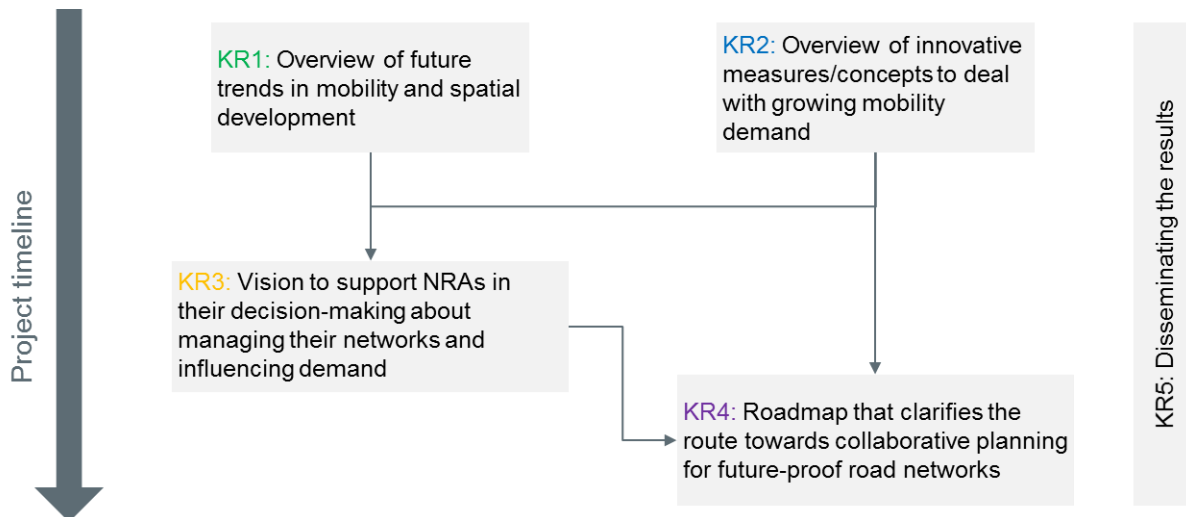 Project timeline
KR1: Overview of future
trends in mobility and spatial
development
KR2: Overview of innovative
measures/concepts to deal
with growing mobility
demand
KR3: Vision to support NRAs in
their decision-making about
managing their networks and
influencing demand
KR4: Roadmap that clarifies the
route towards collaborative planning
for future-proof road networks
KR5: Disseminating the results